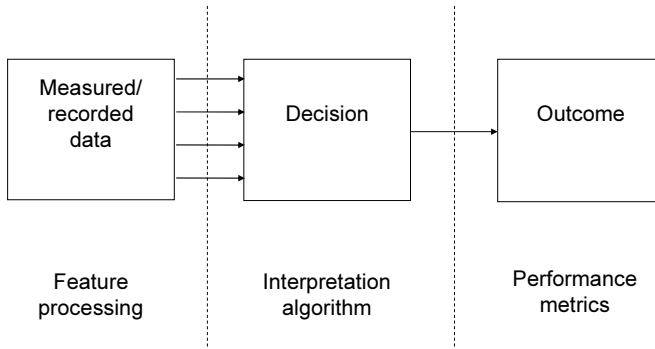 Measured/
recorded
data
Decision
Outcome
Feature
processing
Interpretation
algorithm
Performance
metrics